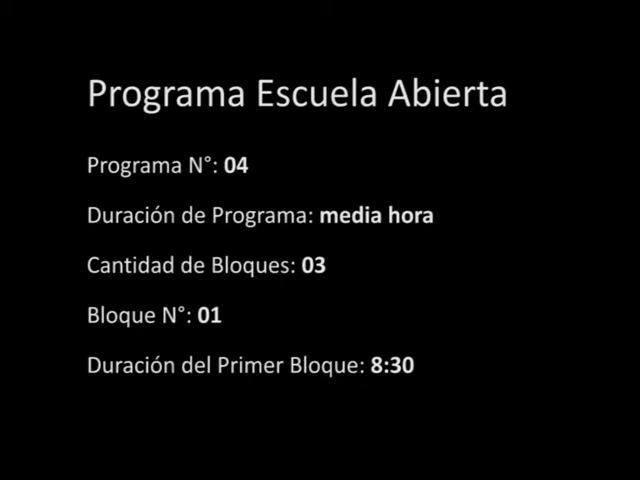 Programa Escuela Abierta
Programa N°: 04
Duración de Programa: media hora
Cantidad de Bloques: 03
Bloque N°: 01
Duración del Primer Bloque: 8:30